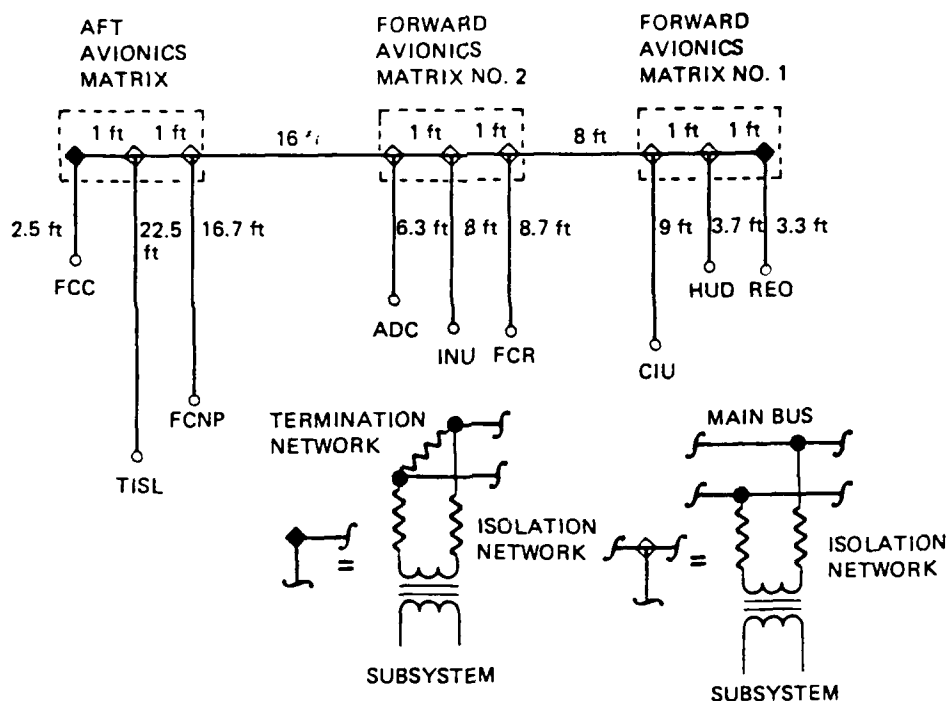 AFT
AVIONICS
MATRIX
FORWARD
AVIONICS
MATRIX NO. 2
FORWARD
AVIONICS
MATRIX NO. 1
1 ft 1 ft 16 1 ft 1 ft 8 ft 1 ft 1 ft
2.5 ft 22.5 ft 16.7 ft 6.3 ft 8 ft 8.7 ft 9 ft 3.7 ft 3.3 ft
FCC
TISL
FCNP
ADC
INU
FCR
CIU
HUD
REO
TERMINATION
NETWORK
ISOLATION
NETWORK
=
SUBSYSTEM
MAIN BUS
ISOLATION
NETWORK
=
SUBSYSTEM